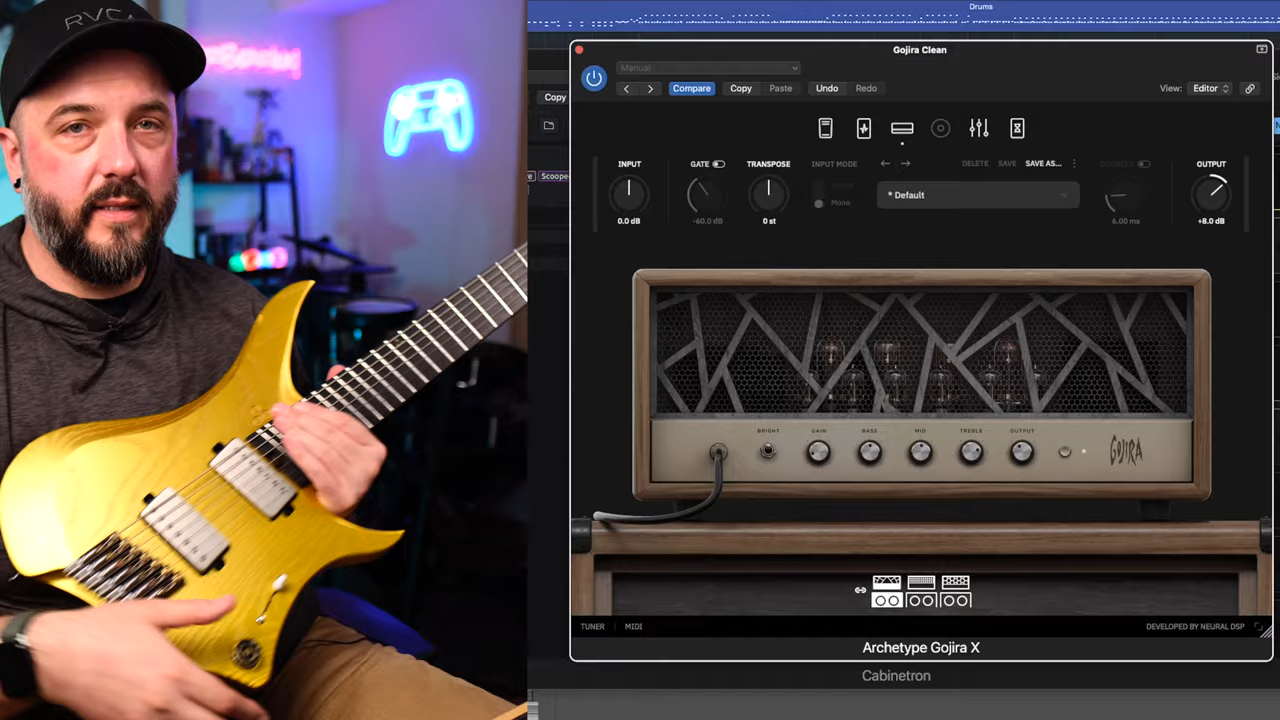 Drums
RVCA
Gojira Clean
Manual
Compare
Copy
Paste
Undo
Redo
View:
Editor
Copy
INPUT
GATE
TRANSPOSE
INPUT MODE
DELETE
SAVE
SAVE AS...
OUTPUT
Mono
* Default
0.0 dB
-60.0 dB
0 st
6.00 ms
+8.0 dB
Scoope
BRIGHT
GAIN
BASS
MID
TREBLE
OUTPUT
GOJIRA
TUNER
MIDI
DEVELOPED BY NEURAL DSP
Archetype Gojira X
Cabinetron